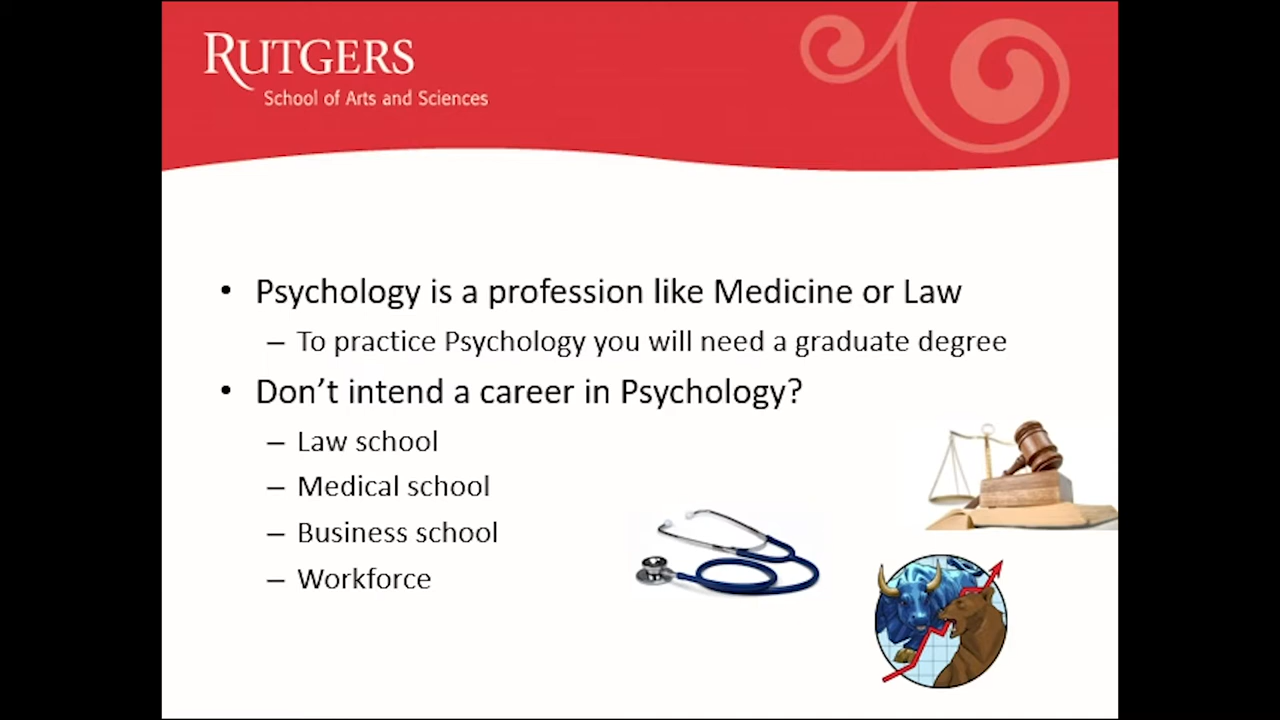 RUTGERS
School of Arts and Sciences
• Psychology is a profession like Medicine or Law
– To practice Psychology you will need a graduate degree
• Don't intend a career in Psychology?
– Law school
– Medical school
– Business school
– Workforce